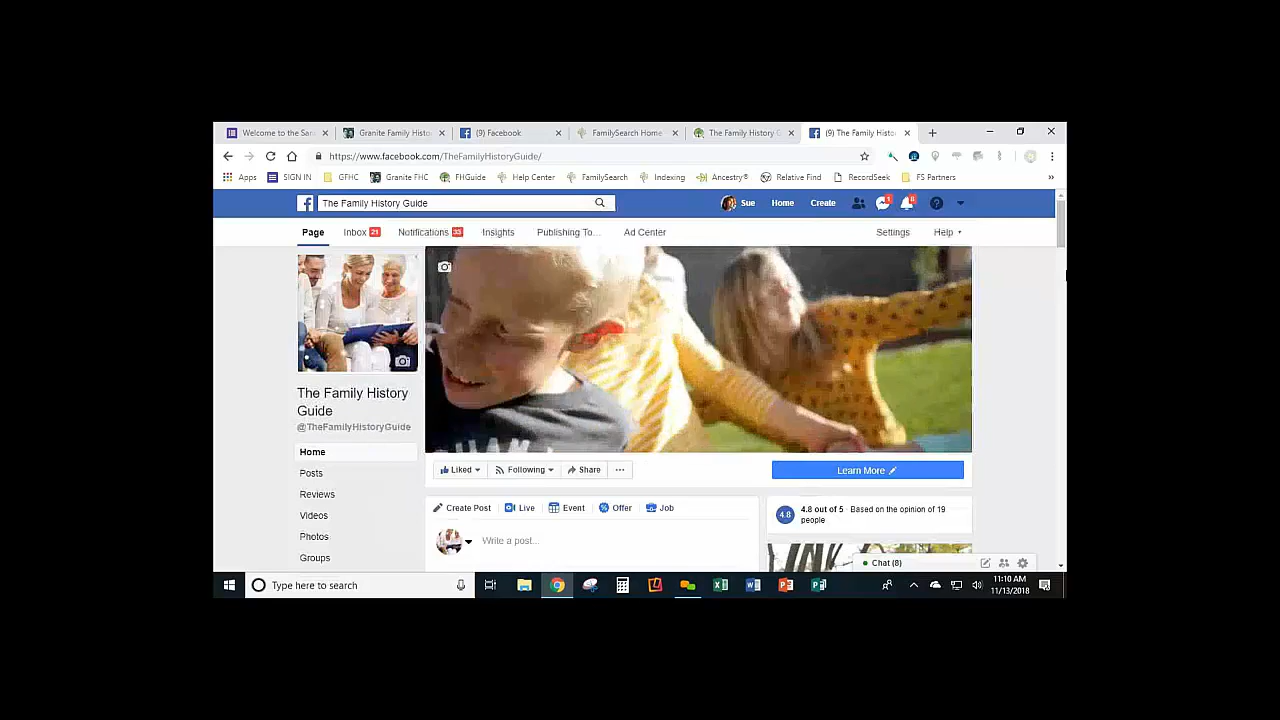 Welcome to the San
Granite Family Histo
(9) Facebook
FamilySearch Home
The Family History G
(9) The Family Histo
https://www.facebook.com/TheFamilyHistoryGuide/
Apps
SIGN IN
GFHC
Granite FHC
FHGuide
Help Center
FamilySearch
Indexing
Ancestry®
Relative Find
RecordSeek
FS Partners
»
The Family History Guide
Sue
Home
Create
1
8
Page
Inbox 21
Notifications 33
Insights
Publishing To...
Ad Center
Settings
Help
The Family History
Guide
@TheFamilyHistoryGuide
Home
Posts
Reviews
Videos
Photos
Groups
Liked
Following
Share
...
Learn More
Create Post
Live
Event
Offer
Job
Write a post...
4.8
4.8 out of 5 · Based on the opinion of 19
people
Chat (8)
Type here to search
11:10 AM
11/13/2018